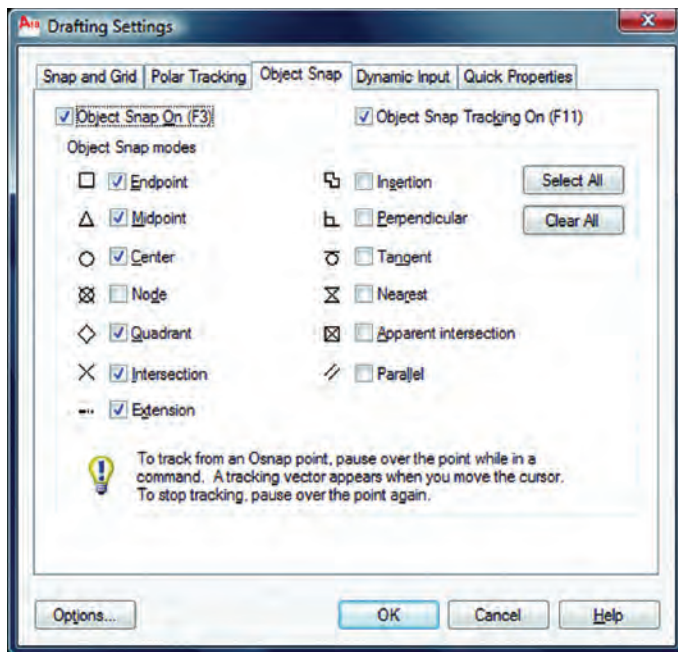 Drafting Settings
Snap and Grid Polar Tracking Object Snap Dynamic Input Quick Properties
Object Snap On (F3) Object Snap Tracking On (F11)
Object Snap modes
Endpoint Insertion Select All
Midpoint Perpendicular Clear All
Center Tangent
Node Nearest
Quadrant Apparent intersection
Intersection Parallel
Extension
To track from an Osnap point, pause over the point while in a
command. A tracking vector appears when you move the cursor.
To stop tracking, pause over the point again.
Options... OK Cancel Help